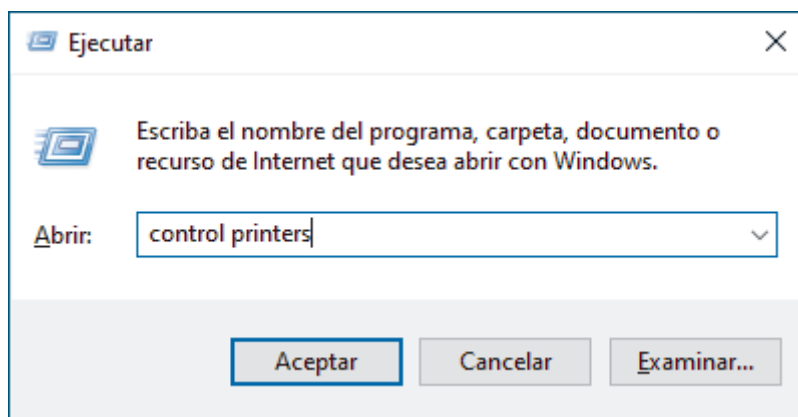 Ejecutar
Escriba el nombre del programa, carpeta, documento o
recurso de Internet que desea abrir con Windows.
Abrir: control printers
Aceptar Cancelar Examinar...